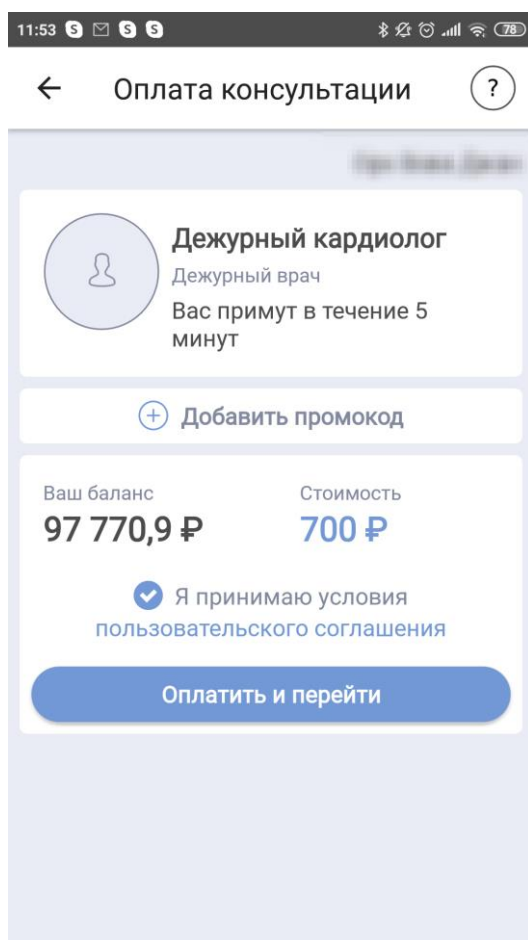 11:53 S S S 78
Оплата консультации ?
Дежурный кардиолог
Дежурный врач
Вас примут в течение 5
минут
Добавить промокод
Ваш баланс Стоимость
97 770,9 ₽ 700 ₽
Я принимаю условия
пользовательского соглашения
Оплатить и перейти